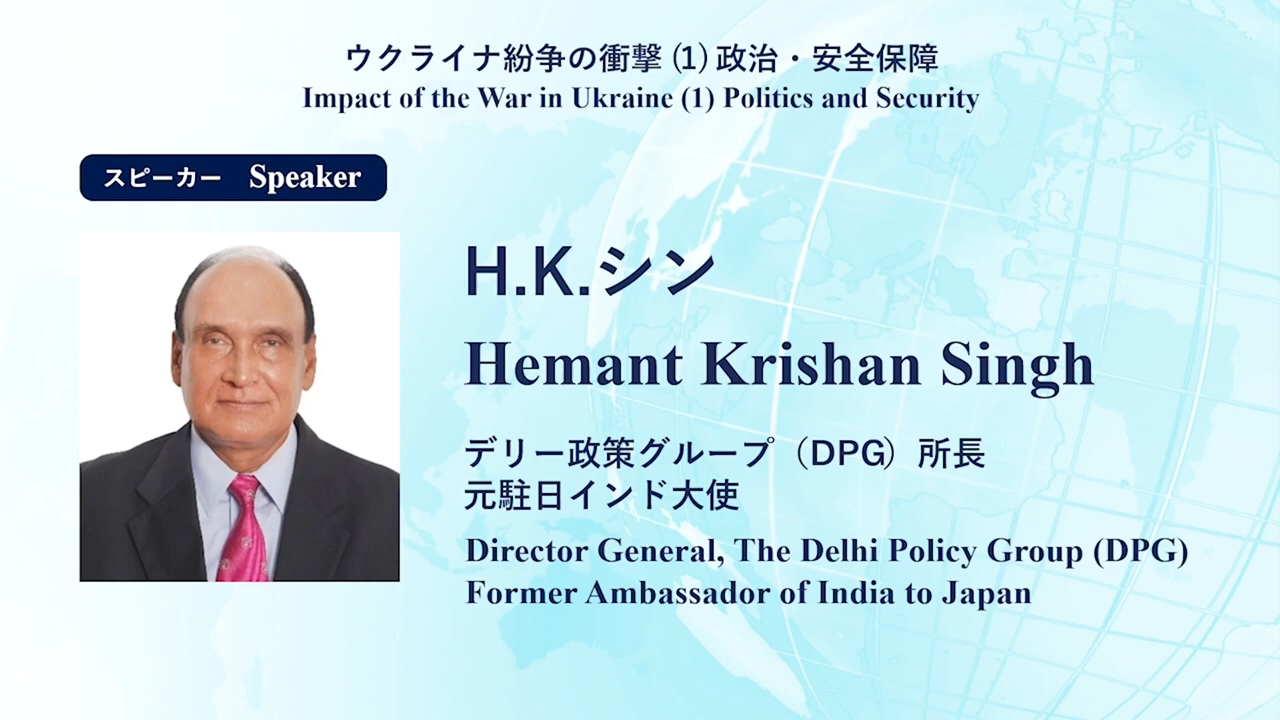 ウクライナ紛争の衝撃 (1) 政治・安全保障
Impact of the War in Ukraine (1) Politics and Security
スピーカー　Speaker
H.K.シン
Hemant Krishan Singh
デリー政策グループ（DPG）所長
元駐日インド大使
Director General, The Delhi Policy Group (DPG)
Former Ambassador of India to Japan